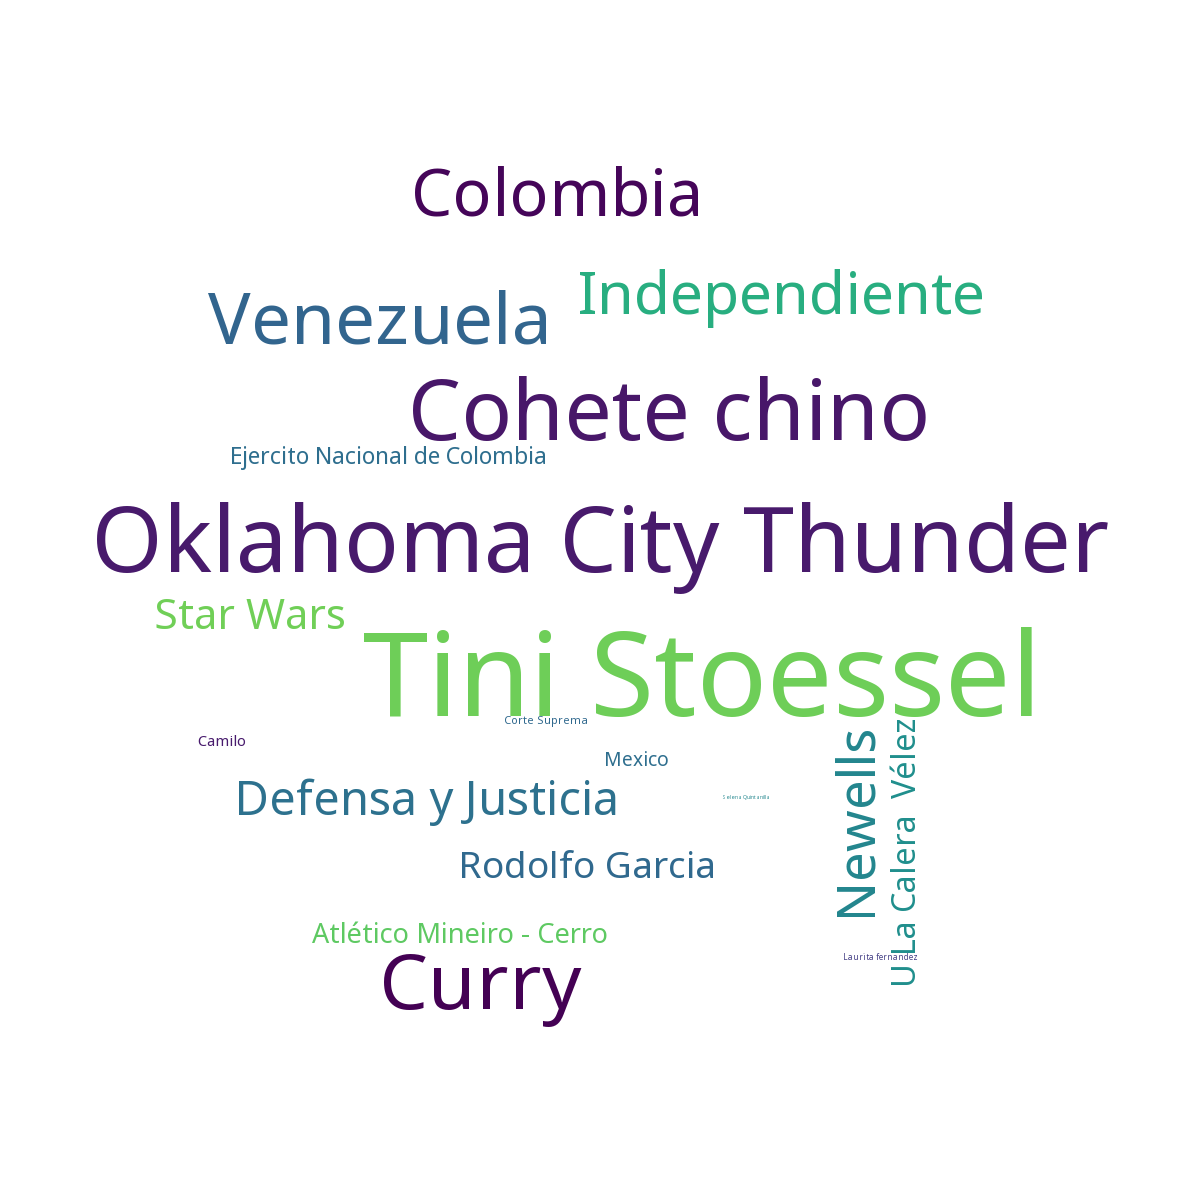 Colombia
Independiente
Venezuela
Cohete chino
Ejercito Nacional de Colombia
Oklahoma City Thunder
Star Wars
Tini Stoessel
Corte Suprema
Camilo
Mexico
Defensa y Justicia
Selena Quintanilla
Newells
U La Calera  Vélez
Rodolfo Garcia
Atlético Mineiro - Cerro
Laurita fernandez
Curry